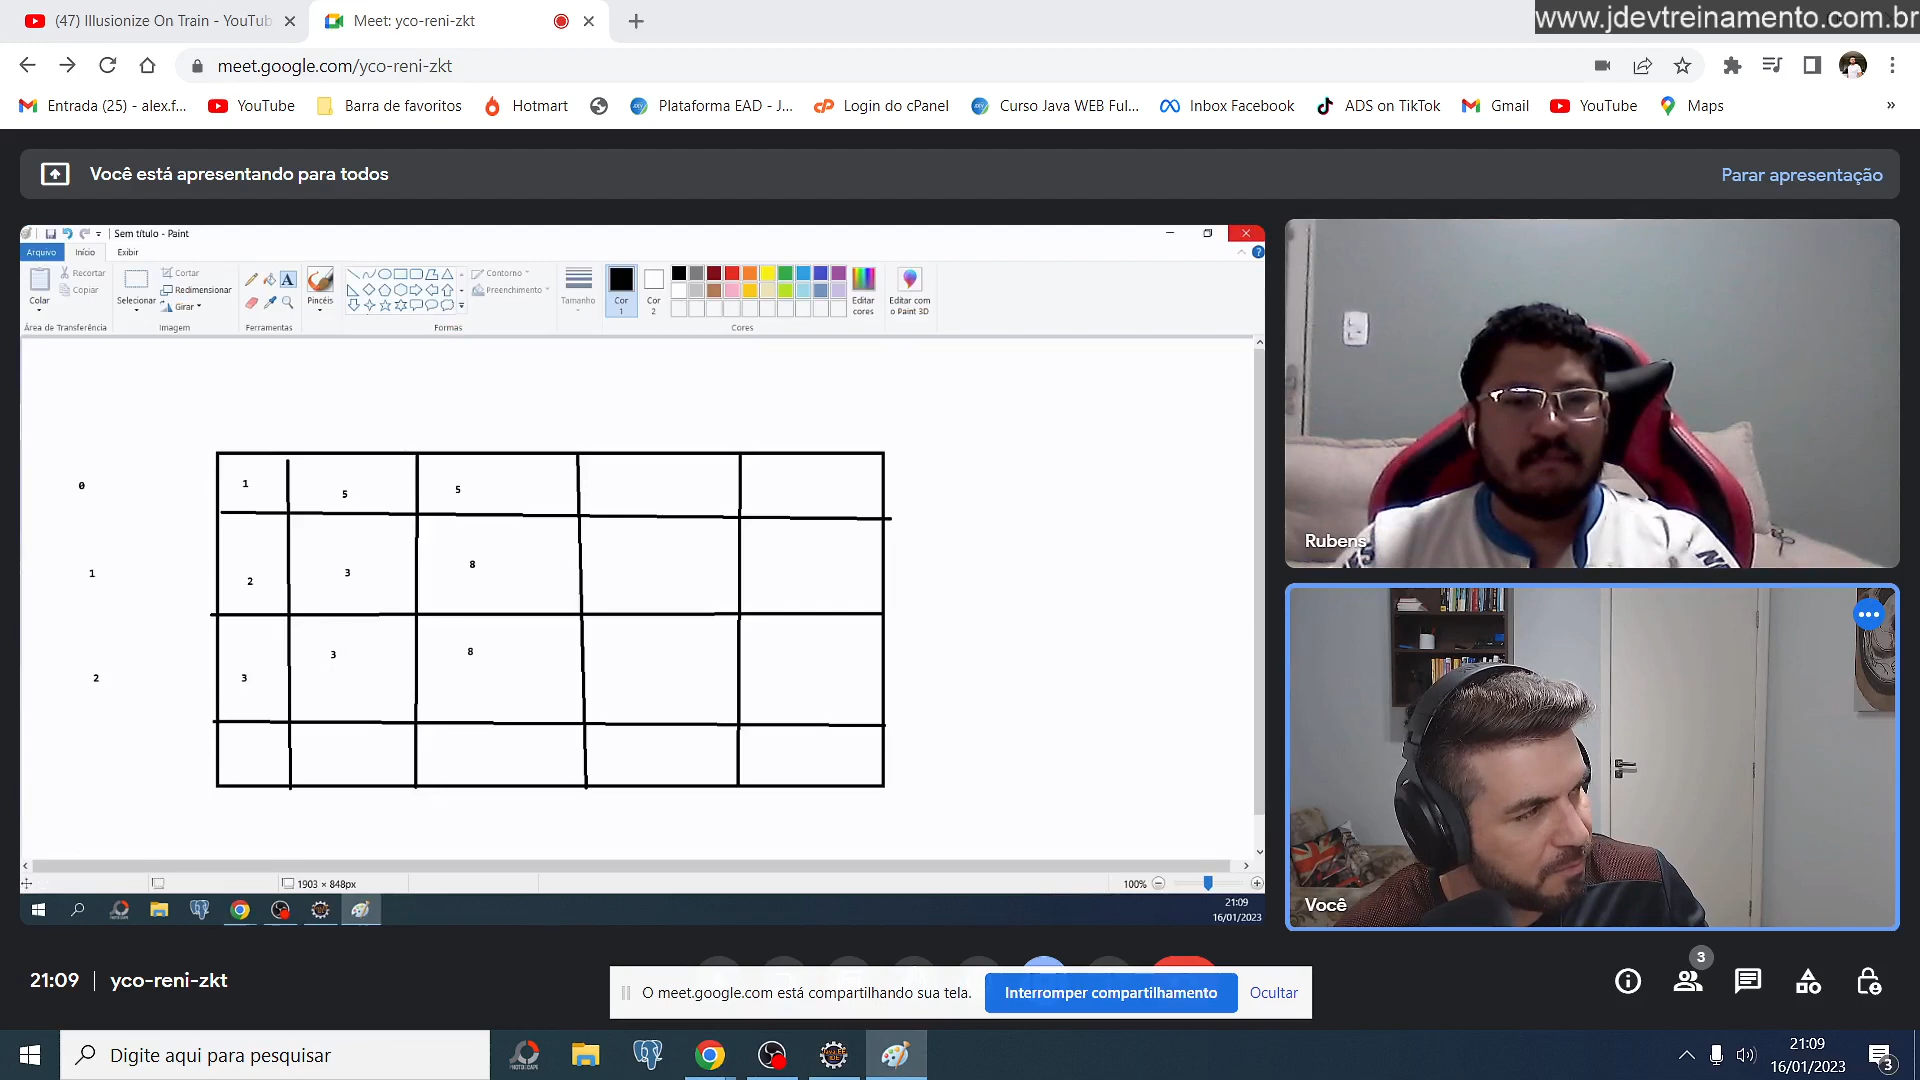 www.jdevtreinamento.com.br
(47) Illusionize On Train - YouTub
Meet: yco-reni-zkt
meet.google.com/yco-reni-zkt
Entrada (25) - alex.f...
YouTube
Barra de favoritos
Hotmart
Plataforma EAD - J...
Login do cPanel
Curso Java WEB Ful...
Inbox Facebook
ADS on TikTok
Gmail
YouTube
Maps
»
Você está apresentando para todos
Parar apresentação
Sem título - Paint
Arquivo
Início
Exibir
Colar
Recortar
Copiar
Área de Transferência
Selecionar
Cortar
Redimensionar
Girar
Imagem
A
Ferramentas
Pincéis
Contorno
Preenchimento
Formas
Tamanho
Cor 1
Cor 2
Editar cores
Editar com o Paint 3D
Cores
0
1
5
5
1
2
3
8
2
3
3
8
1903 × 848px
100%
21:09
16/01/2023
Rubens
Você
21:09
yco-reni-zkt
3
O meet.google.com está compartilhando sua tela.
Interromper compartilhamento
Ocultar
Digite aqui para pesquisar
21:09
16/01/2023
3